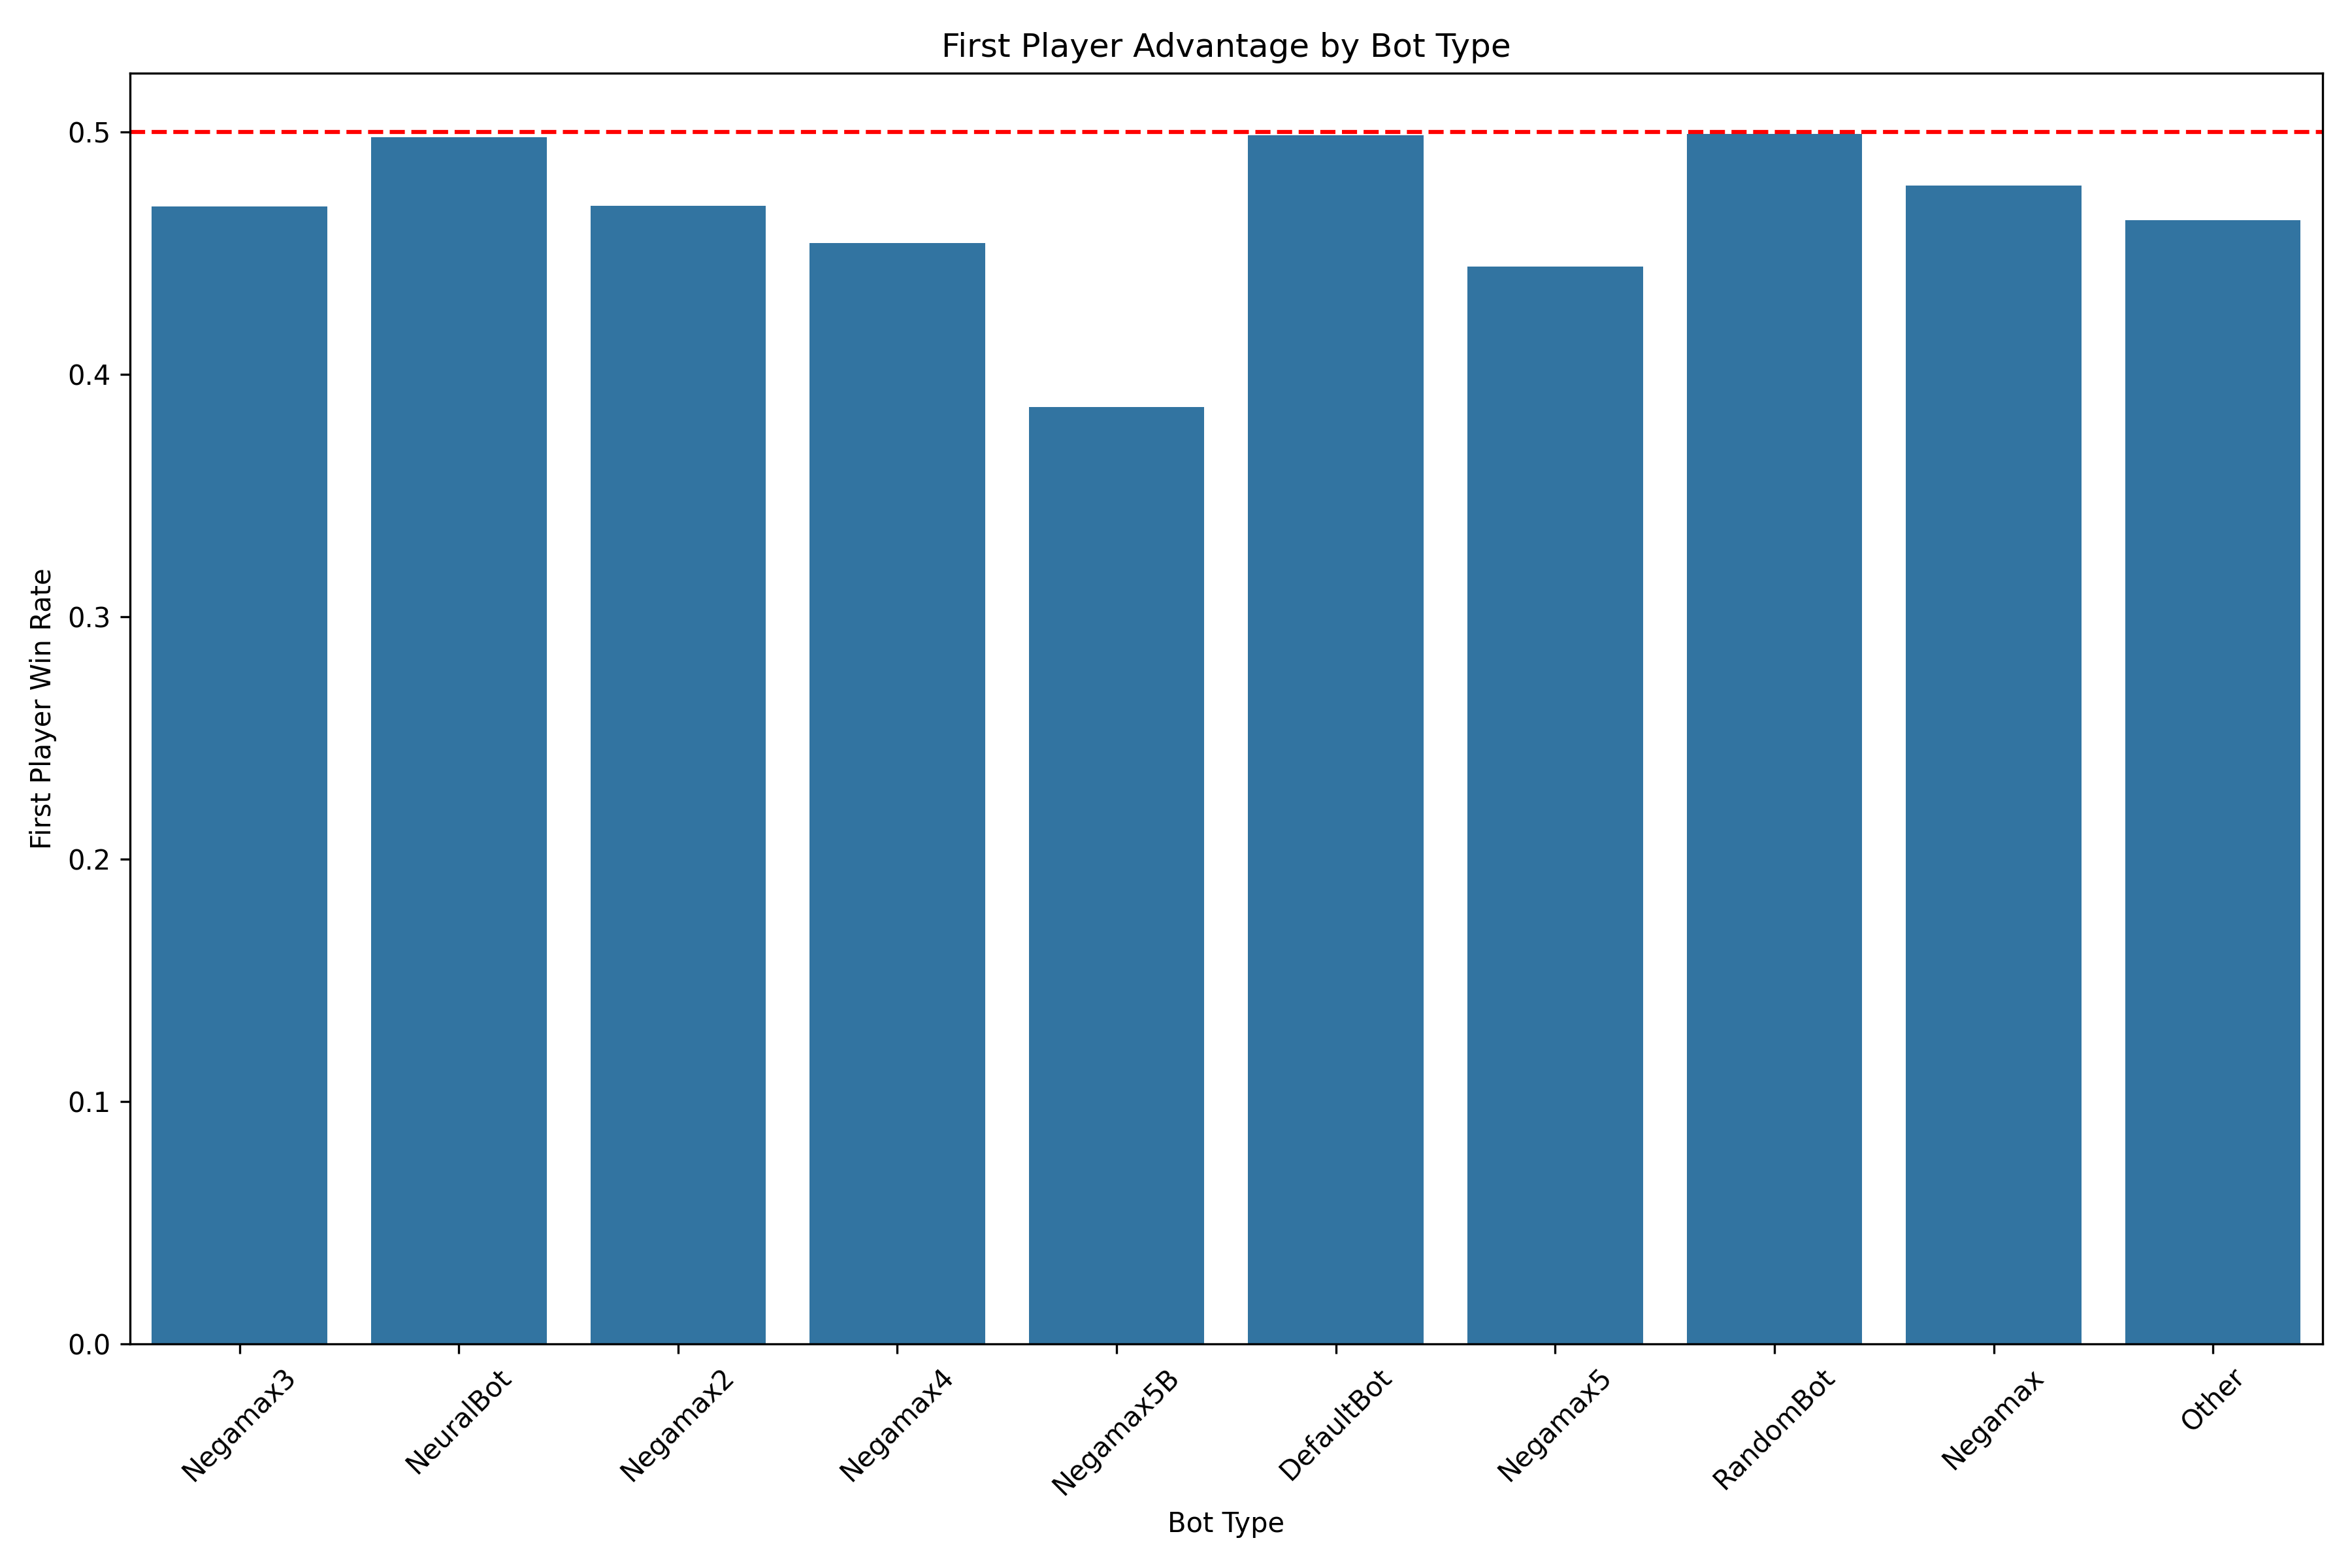 First Player Advantage by Bot Type
First Player Win Rate
0.5
0.4
0.3
0.2
0.1
0.0
Negamax3
NeuralBot
Negamax2
Negamax4
Negamax5B
DefaultBot
Negamax5
RandomBot
Negamax
Other
Bot Type